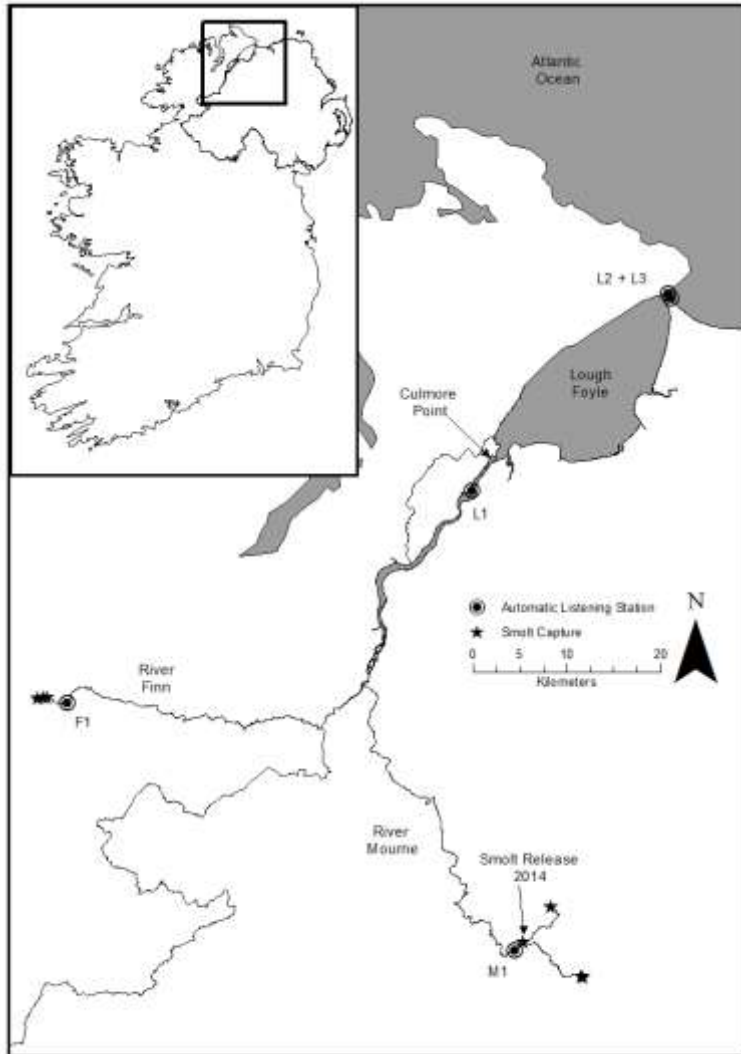 Atlantic
Ocean
L2 + L3
Lough
Foyle
Culmore
Point
L1
Automatic Listening Station
Smolt Capture
N
0 5 10 20
Kilometers
River
Finn
F1
River
Mourne
Smolt Release
2014
M1